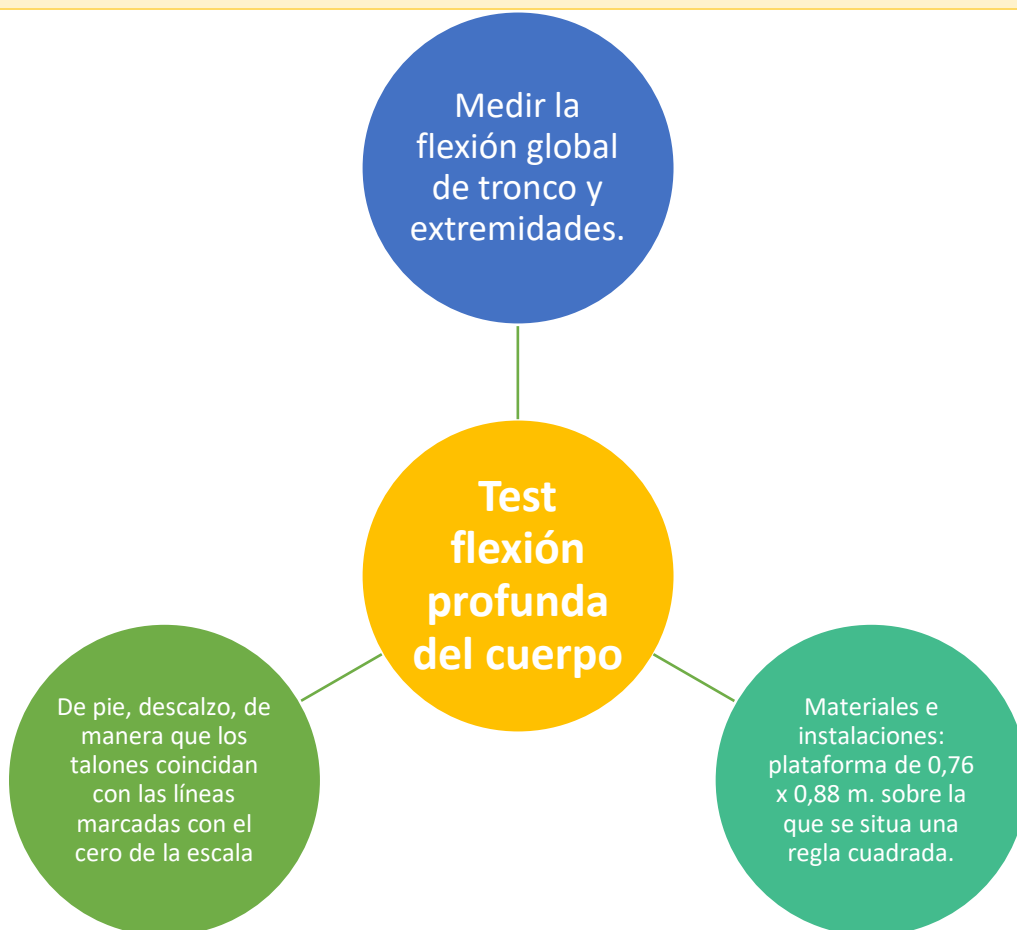 Medir la
flexión global
de tronco y
extremidades.
Test
flexión
profunda
del cuerpo
De pie, descalzo, de
manera que los
talones coincidan
con las líneas
marcadas con el
cero de la escala
Materiales e
instalaciones:
plataforma de 0,76
x 0,88 m. sobre la
que se situa una
regla cuadrada.